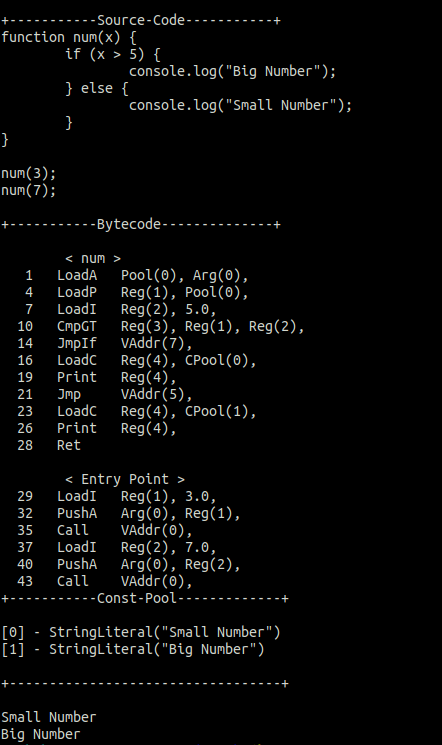 +-----------Source-Code-----------+
function num(x) {
        if (x > 5) {
                console.log("Big Number");
        } else {
                console.log("Small Number");
        }
}

num(3);
num(7);

+-----------Bytecode--------------+

        < num >
   1   LoadA   Pool(0), Arg(0),
   4   LoadP   Reg(1), Pool(0),
   7   LoadI   Reg(2), 5.0,
  10   CmpGT   Reg(3), Reg(1), Reg(2),
  14   JmpIf   VAddr(7),
  16   LoadC   Reg(4), CPool(0),
  19   Print   Reg(4),
  21   Jmp     VAddr(5),
  23   LoadC   Reg(4), CPool(1),
  26   Print   Reg(4),
  28   Ret

        < Entry Point >
  29   LoadI   Reg(1), 3.0,
  32   PushA   Arg(0), Reg(1),
  35   Call    VAddr(0),
  37   LoadI   Reg(2), 7.0,
  40   PushA   Arg(0), Reg(2),
  43   Call    VAddr(0),
+-----------Const-Pool-------------+

[0] - StringLiteral("Small Number")
[1] - StringLiteral("Big Number")

+----------------------------------+

Small Number
Big Number